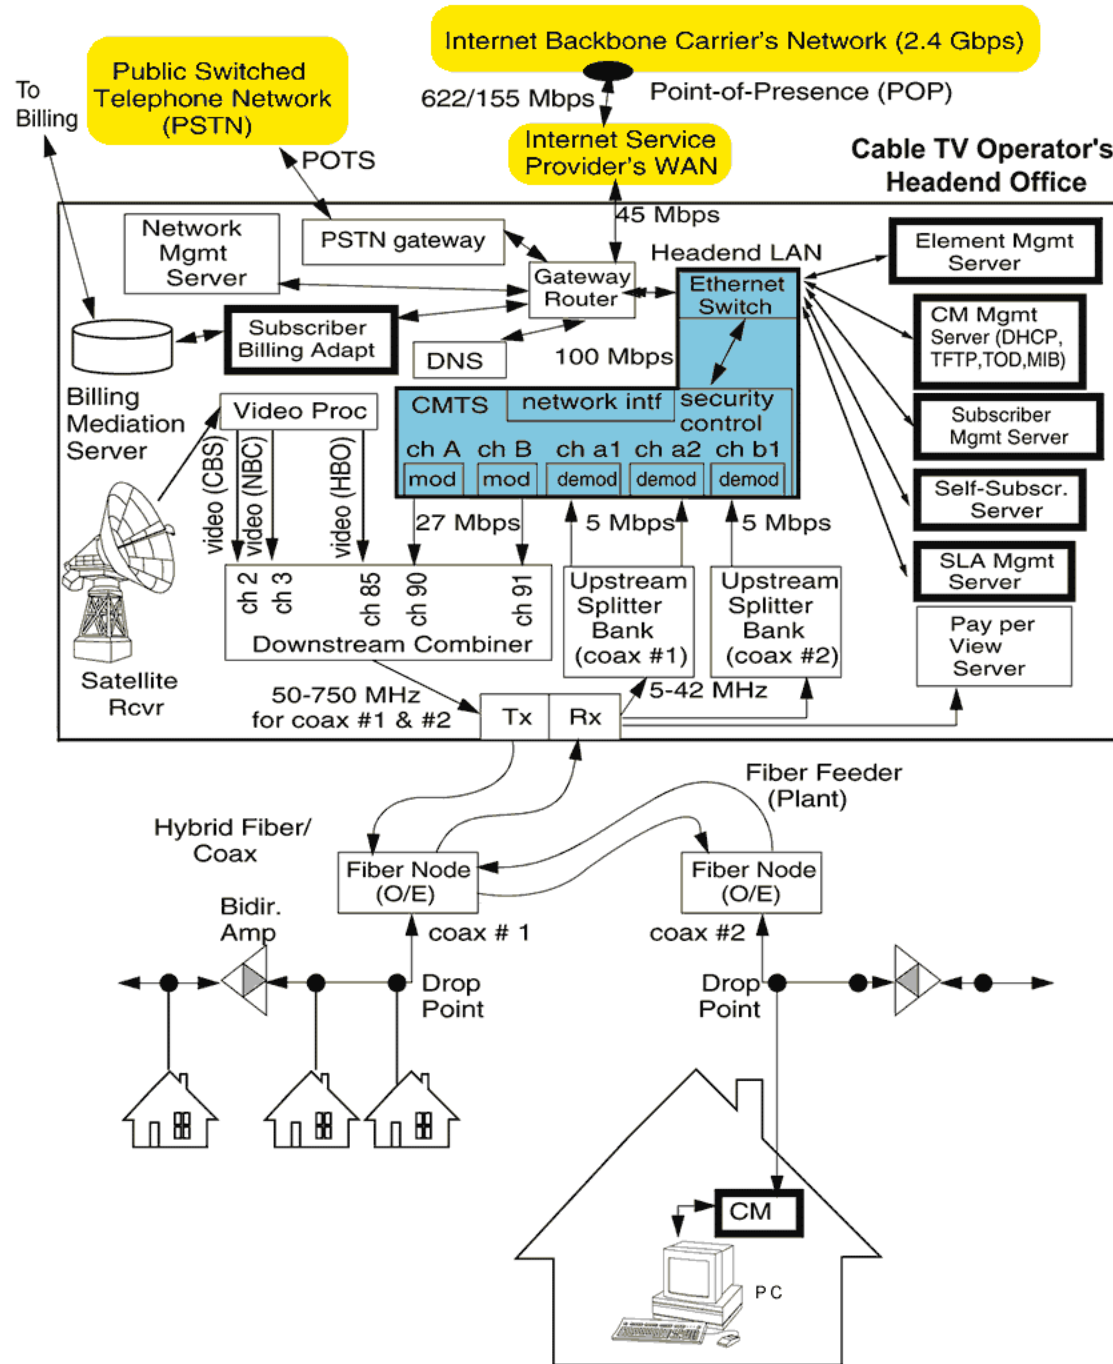 Internet Backbone Carrier's Network (2.4 Gbps)
Public Switched
Telephone Network
(PSTN)
To
Billing
622/155 Mbps
Point-of-Presence (POP)
Internet Service
Provider's WAN
Cable TV Operator's
Headend Office
POTS
45 Mbps
Network
Mgmt
Server
PSTN gateway
Headend LAN
Gateway
Router
Ethernet
Switch
Element Mgmt
Server
Subscriber
Billing Adapt
DNS
100 Mbps
CM Mgmt
Server (DHCP,
TFTP,TOD,MIB)
Billing
Mediation
Server
Video Proc
CMTS
network intf
security
control
Subscriber
Mgmt Server
ch A
ch B
ch a1
ch a2
ch b1
mod
mod
demod
demod
demod
Self-Subscr.
Server
video (CBS)
video (NBC)
video (HBO)
27 Mbps
5 Mbps
5 Mbps
SLA Mgmt
Server
ch 2
ch 3
ch 85
ch 90
ch 91
Downstream Combiner
Upstream
Splitter
Bank
(coax #1)
Upstream
Splitter
Bank
(coax #2)
Pay per
View
Server
Satellite
Rcvr
50-750 MHz
for coax #1 & #2
Tx
Rx
5-42 MHz
Fiber Feeder
(Plant)
Hybrid Fiber/
Coax
Fiber Node
(O/E)
Fiber Node
(O/E)
Bidir.
Amp
coax # 1
coax #2
Drop
Point
Drop
Point
CM
PC